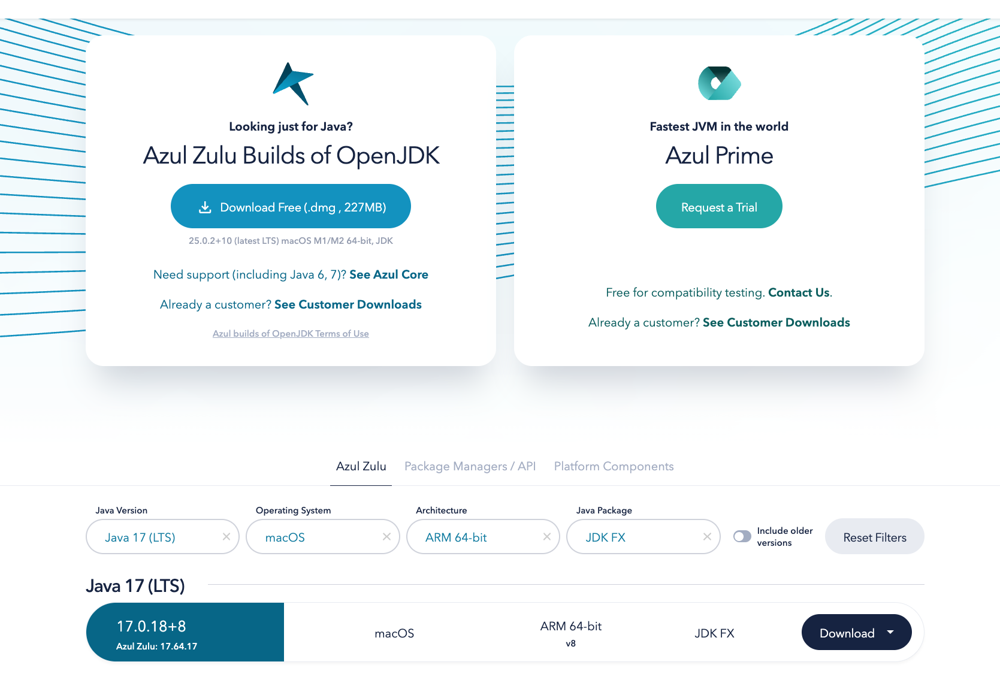 Looking just for Java?
Azul Zulu Builds of OpenJDK
Download Free (.dmg , 227MB)
25.0.2+10 (latest LTS) macOS M1/M2 64-bit, JDK
Need support (including Java 6, 7)? See Azul Core
Already a customer? See Customer Downloads
Azul builds of OpenJDK Terms of Use
Fastest JVM in the world
Azul Prime
Request a Trial
Free for compatibility testing. Contact Us.
Already a customer? See Customer Downloads
Azul Zulu
Package Managers / API
Platform Components
Java Version
Java 17 (LTS)
Operating System
macOS
Architecture
ARM 64-bit
Java Package
JDK FX
Include older
versions
Reset Filters
Java 17 (LTS)
17.0.18+8
Azul Zulu: 17.64.17
macOS
ARM 64-bit
v8
JDK FX
Download